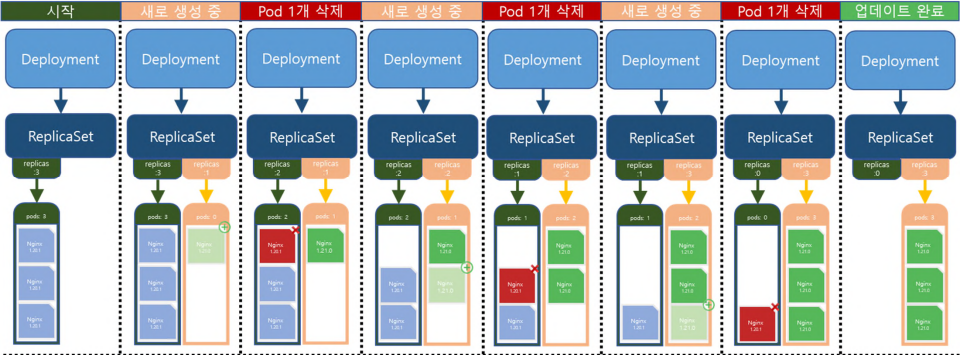 시작
새로 생성 중
Pod 1개 삭제
새로 생성 중
Pod 1개 삭제
새로 생성 중
Pod 1개 삭제
업데이트 완료
Deployment
Deployment
Deployment
Deployment
Deployment
Deployment
Deployment
Deployment
ReplicaSet
ReplicaSet
ReplicaSet
ReplicaSet
ReplicaSet
ReplicaSet
ReplicaSet
ReplicaSet
replicas
:3
replicas
:3
replicas
:1
replicas
:2
replicas
:1
replicas
:2
replicas
:2
replicas
:1
replicas
:2
replicas
:1
replicas
:3
replicas
:0
replicas
:3
replicas
:0
replicas
:3
pods: 3
Nginx
1.20.1
Nginx
1.20.1
Nginx
1.20.1
pods: 3
Nginx
1.20.1
Nginx
1.20.1
Nginx
1.20.1
pods: 0
Nginx
pods: 2
Nginx
1.20.1
Nginx
1.20.1
Nginx
1.20.1
pods: 1
Nginx
1.21.0
pods: 2
Nginx
1.20.1
Nginx
1.20.1
pods: 1
Nginx
1.21.0
Nginx
1.21.0
pods: 1
Nginx
1.20.1
Nginx
1.20.1
pods: 2
Nginx
1.21.0
Nginx
1.21.0
pods: 1
Nginx
1.20.1
pods: 2
Nginx
1.21.0
Nginx
1.21.0
Nginx
1.21.0
pods: 0
Nginx
1.20.1
pods: 3
Nginx
1.21.0
Nginx
1.21.0
Nginx
1.21.0
pods: 3
Nginx
1.21.0
Nginx
1.21.0
Nginx
1.21.0